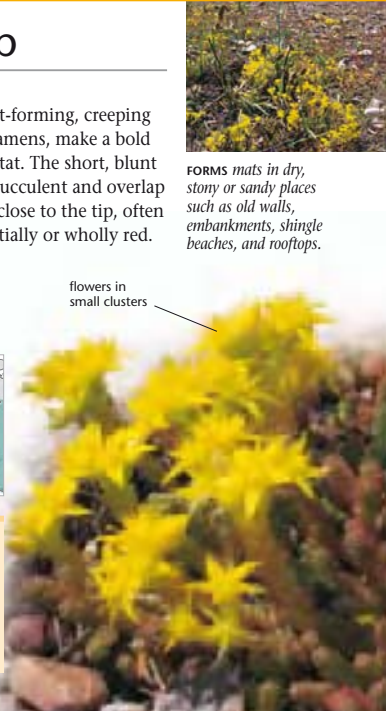 p
t-forming, creeping
amens, make a bold
tat. The short, blunt
ucculent and overlap
close to the tip, often
tially or wholly red.
FORMS mats in dry,
stony or sandy places
such as old walls,
embankments, shingle
beaches, and rooftops.
flowers in
small clusters